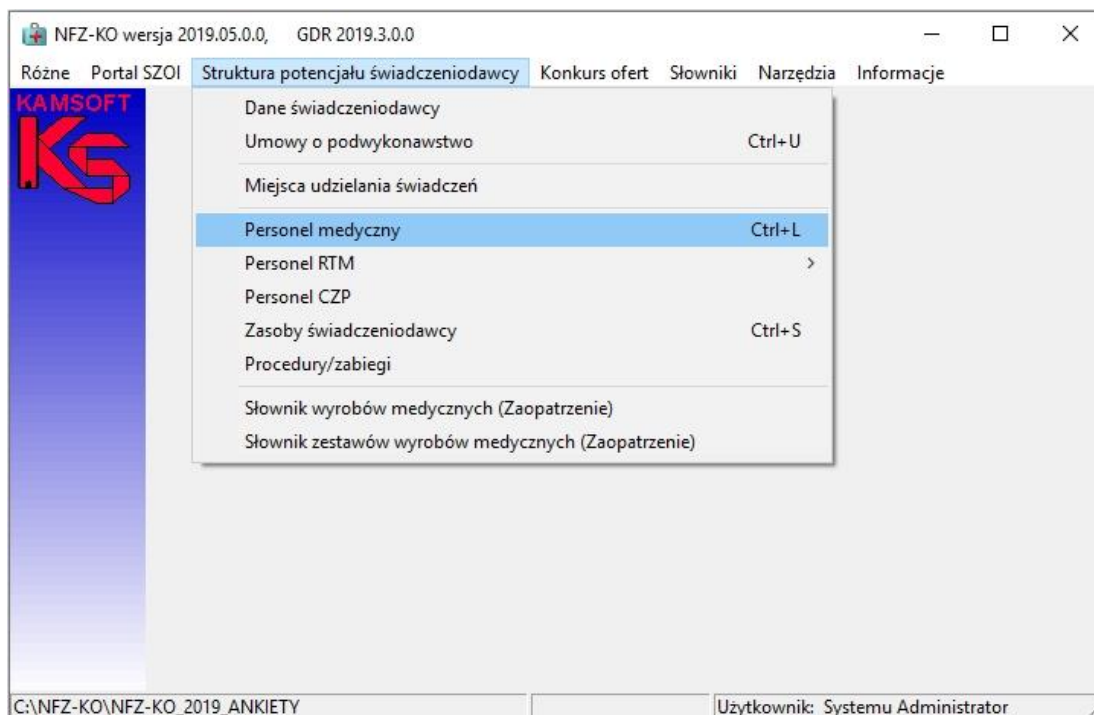 NFZ-KO wersja 2019.05.0.0, GDR 2019.3.0.0
Różne Portal SZOI Struktura potencjału świadczeniodawcy Konkurs ofert Słowniki Narzędzia Informacje
KAMSOFT
KS
Dane świadczeniodawcy
Umowy o podwykonawstwo Ctrl+U
Miejsca udzielania świadczeń
Personel medyczny Ctrl+L
Personel RTM
Personel CZP
Zasoby świadczeniodawcy Ctrl+S
Procedury/zabiegi
Słownik wyrobów medycznych (Zaopatrzenie)
Słownik zestawów wyrobów medycznych (Zaopatrzenie)
C:\NFZ-KO\NFZ-KO_2019_ANKIETY Użytkownik: Systemu Administrator